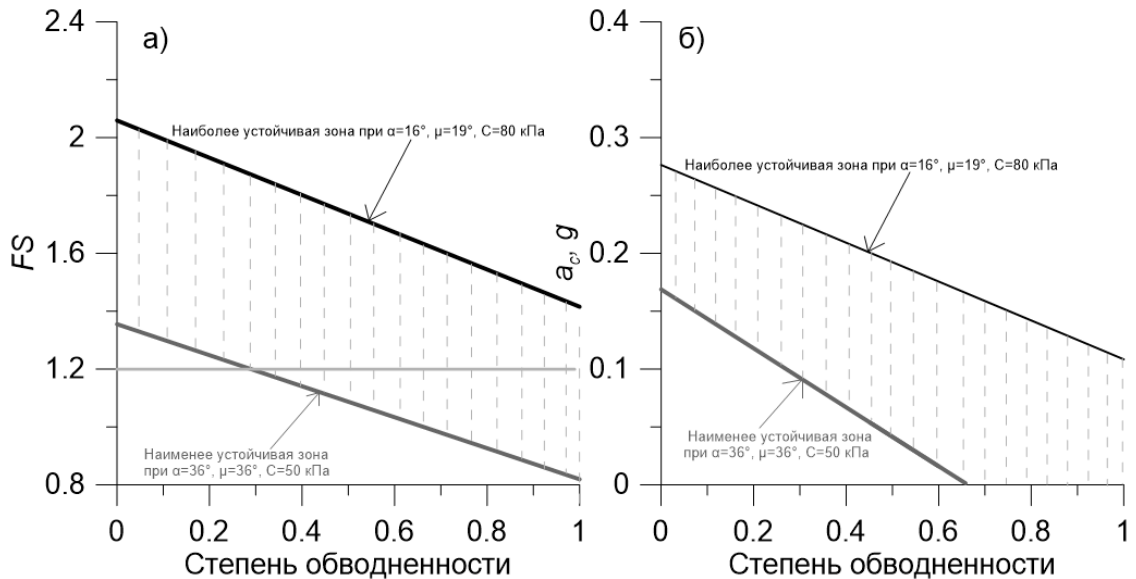 а)
2.4
2
1.6
1.2
0.8
FS
Наиболее устойчивая зона при α=16°, μ=19°, C=80 кПа
Наименее устойчивая зона
при α=36°, μ=36°, C=50 кПа
0 0.2 0.4 0.6 0.8 1
Степень обводненности
б)
0.4
0.3
0.2
0.1
0
a_c, g
Наиболее устойчивая зона при α=16°, μ=19°, C=80 кПа
Наименее устойчивая зона
при α=36°, μ=36°, C=50 кПа
0 0.2 0.4 0.6 0.8 1
Степень обводненности